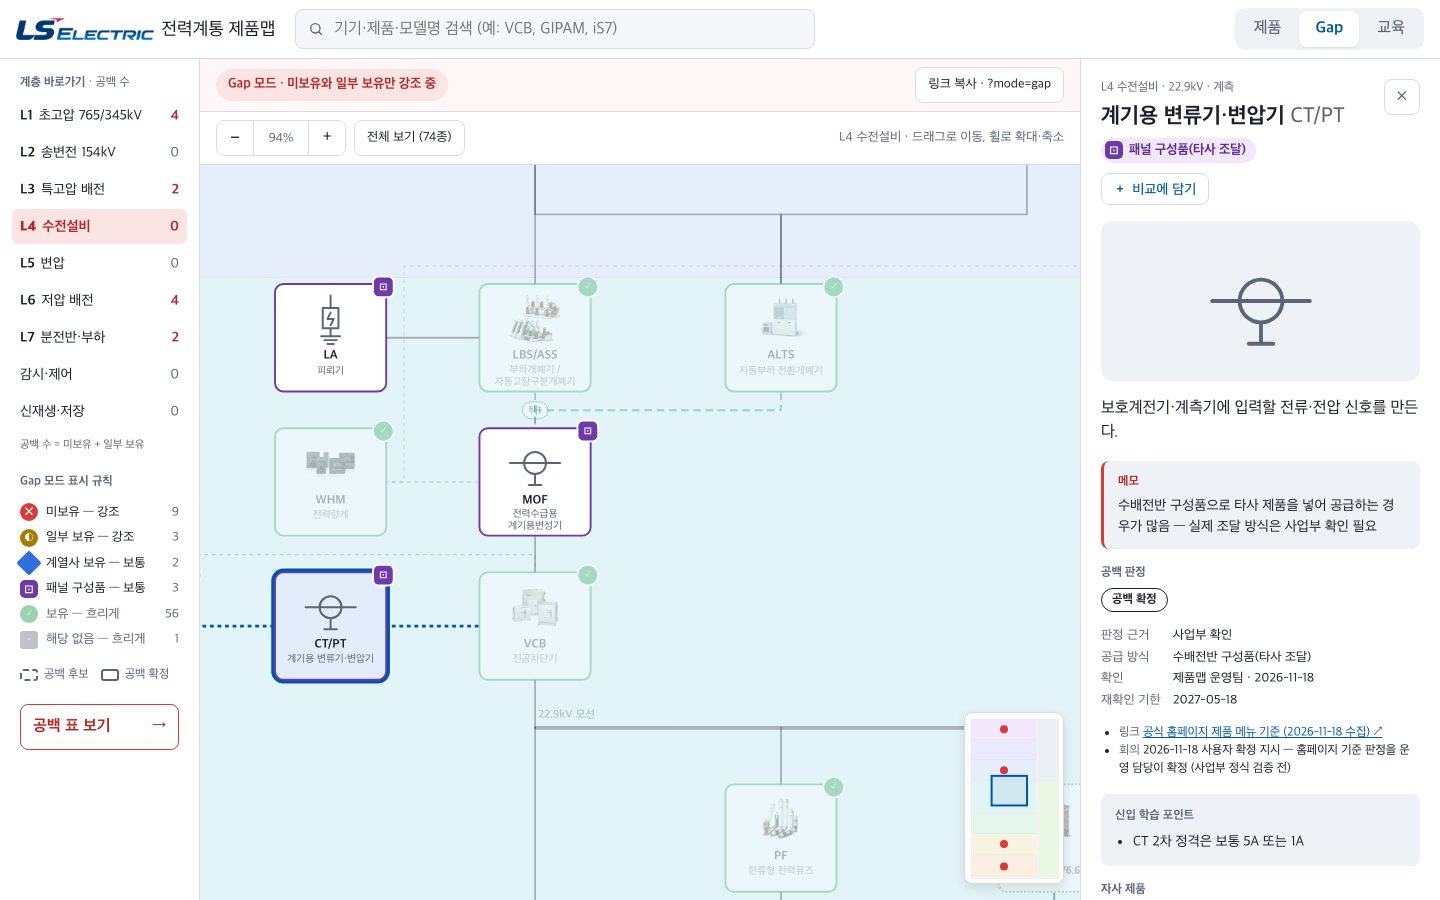 LS ELECTRIC 전력계통 제품맵
기기·제품·모델명 검색 (예: VCB, GIPAM, iS7)
제품 Gap 교육
계층 바로가기 · 공백 수
L1 초고압 765/345kV 4
L2 송변전 154kV 0
L3 특고압 배전 2
L4 수전설비 0
L5 변압 0
L6 저압 배전 4
L7 분전반·부하 2
감시·제어 0
신재생·저장 0
공백 수 = 미보유 + 일부 보유
Gap 모드 표시 규칙
미보유 — 강조 9
일부 보유 — 강조 3
계열사 보유 — 보통 2
패널 구성품 — 보통 3
보유 — 흐리게 56
해당 없음 — 흐리게 1
공백 후보 공백 확정
공백 표 보기 →
Gap 모드 · 미보유와 일부 보유만 강조 중
링크 복사 · ?mode=gap
− 94% + 전체 보기 (74종)
L4 수전설비 · 드래그로 이동, 휠로 확대·축소
LA
피뢰기
LBS/ASS
부하개폐기 /
자동고장구분개폐기
ALTS
자동부하 전환개폐기
WHM
전력량계
MOF
전력수급용
계기용변성기
CT/PT
계기용 변류기·변압기
VCB
진공차단기
22.9kV 모선
PF
한류형 전력퓨즈
L4 수전설비 · 22.9kV · 계측
계기용 변류기·변압기 CT/PT
패널 구성품(타사 조달)
+ 비교에 담기
보호계전기·계측기에 입력할 전류·전압 신호를 만든
다.
메모
수배전반 구성품으로 타사 제품을 넣어 공급하는 경
우가 많음 — 실제 조달 방식은 사업부 확인 필요
공백 판정
공백 확정
판정 근거 사업부 확인
공급 방식 수배전반 구성품(타사 조달)
확인 제품맵 운영팀 · 2026-11-18
재확인 기한 2027-05-18
링크 공식 홈페이지 제품 메뉴 기준 (2026-11-18 수집) ↗
회의 2026-11-18 사용자 확정 지시 — 홈페이지 기준 판정을 운
영 담당이 확정 (사업부 정식 검증 전)
신입 학습 포인트
CT 2차 정격은 보통 5A 또는 1A
자사 제품